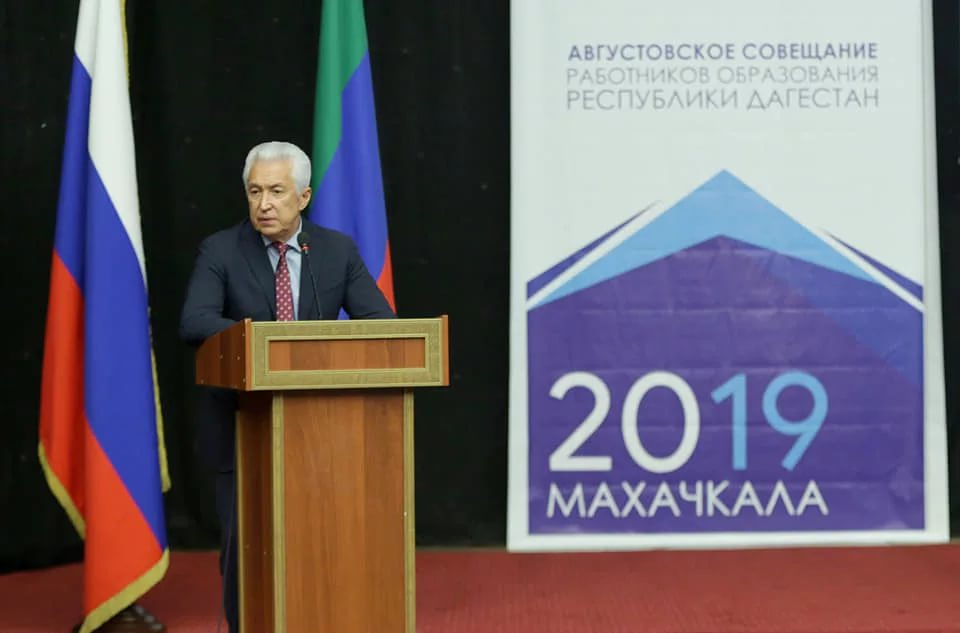 АВГУСТОВСКОЕ СОВЕЩАНИЕ
РАБОТНИКОВ ОБРАЗОВАНИЯ
РЕСПУБЛИКИ ДАГЕСТАН
2019
МАХАЧКАЛА